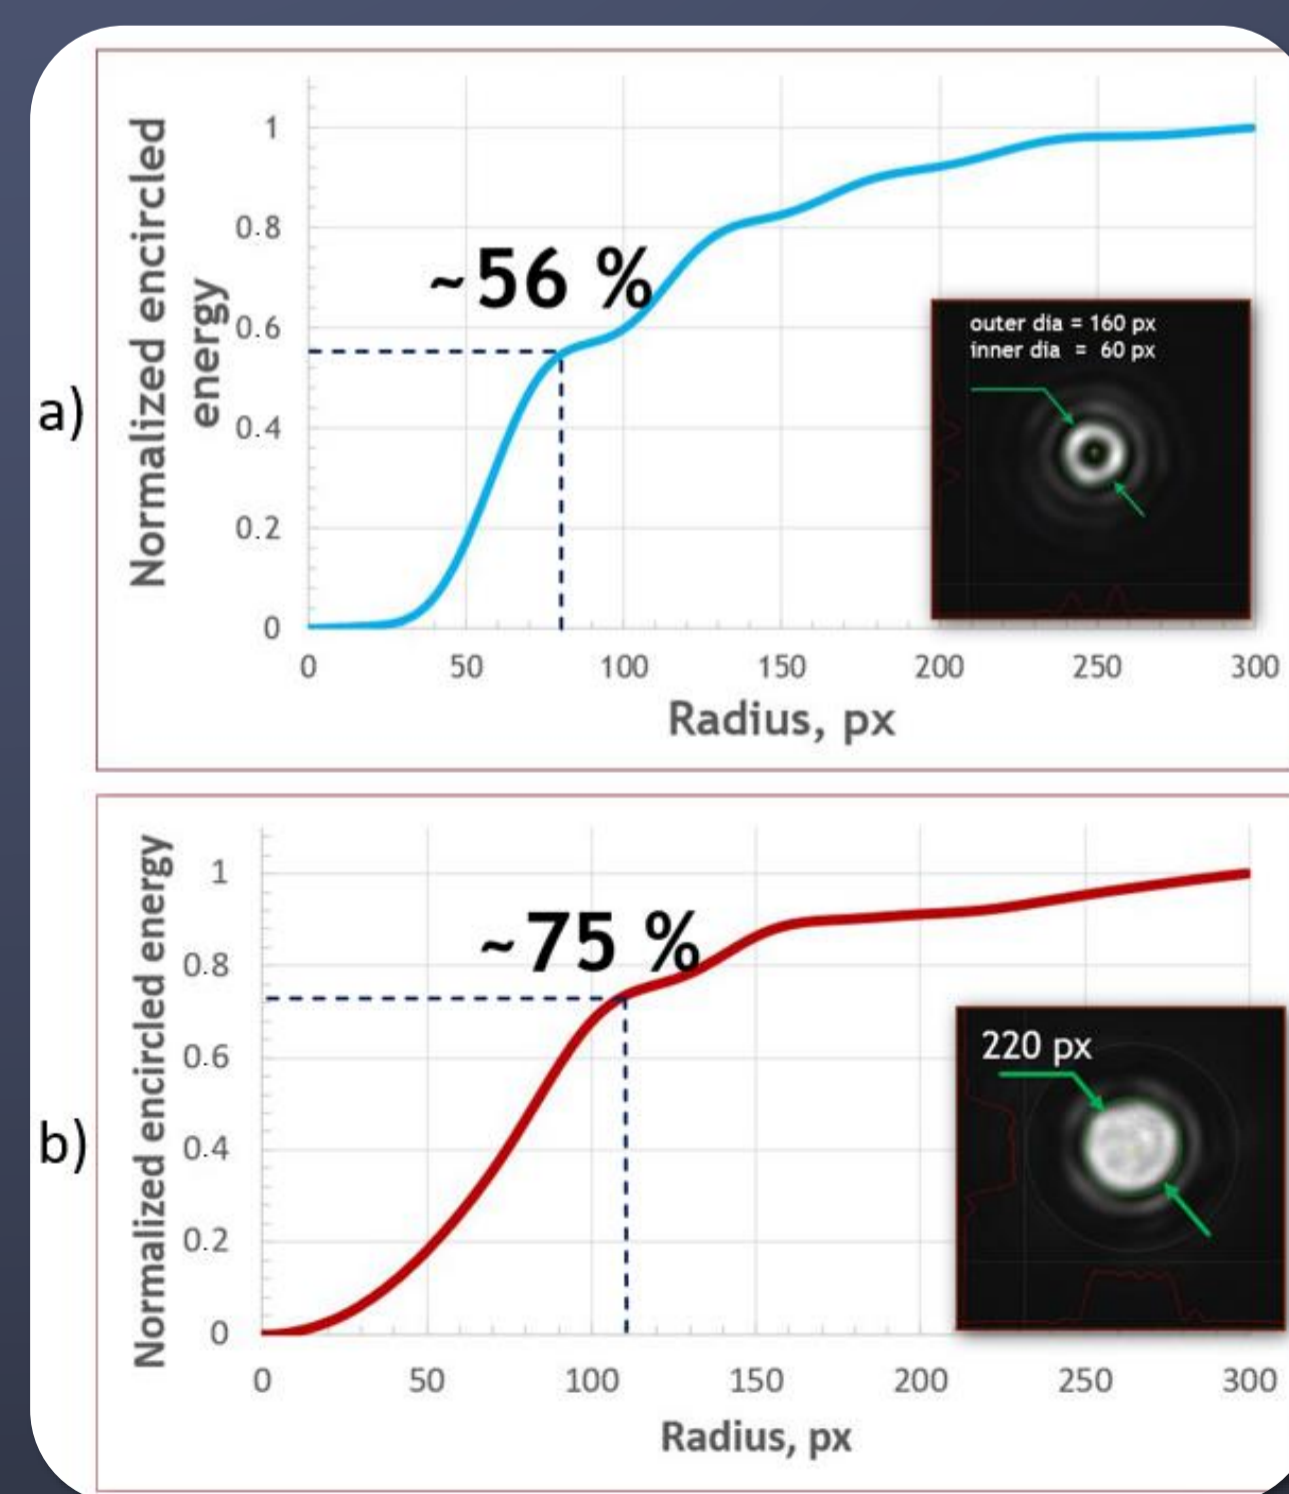 a)
Normalized encircled
energy
1
0.8
0.6
0.4
0.2
0
~56 %
outer dia = 160 px
inner dia = 60 px
0 50 100 150 200 250 300
Radius, px
b)
Normalized encircled energy
1
0.8
0.6
0.4
0.2
0
~75 %
220 px
0 50 100 150 200 250 300
Radius, px